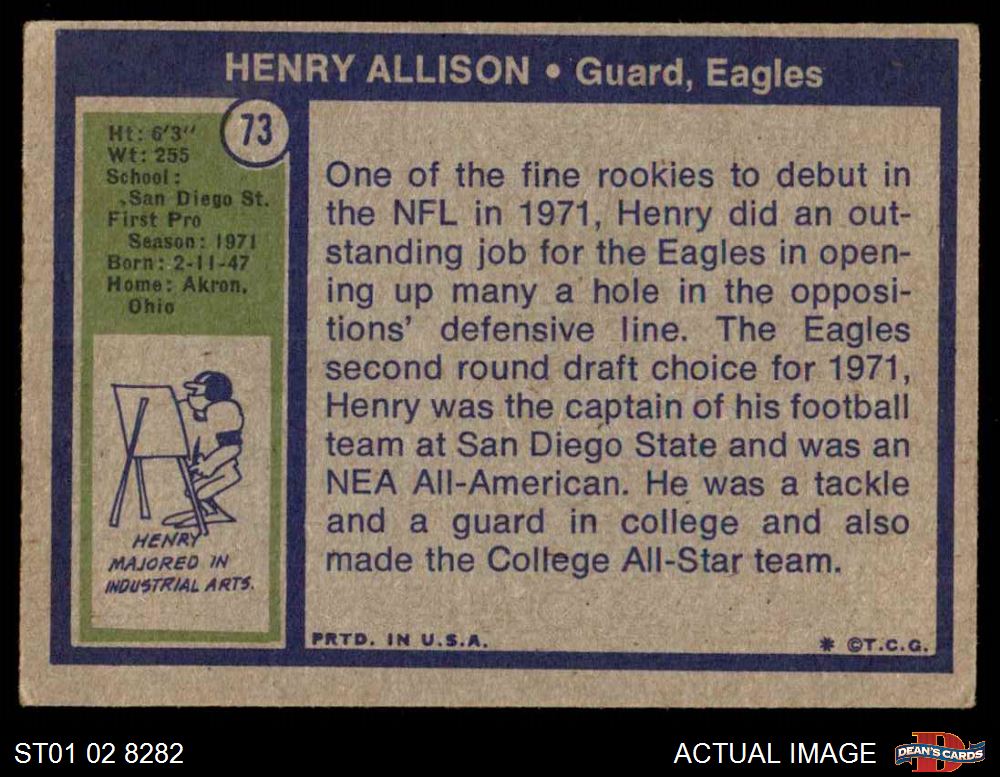 HENRY ALLISON • Guard, Eagles
73
Ht: 6'3"
Wt: 255
School:
San Diego St.
First Pro
Season: 1971
Born: 2-11-47
Home: Akron,
Ohio
HENRY
MAJORED IN
INDUSTRIAL ARTS.
One of the fine rookies to debut in
the NFL in 1971, Henry did an out-
standing job for the Eagles in open-
ing up many a hole in the opposi-
tions' defensive line. The Eagles
second round draft choice for 1971,
Henry was the captain of his football
team at San Diego State and was an
NEA All-American. He was a tackle
and a guard in college and also
made the College All-Star team.
PRTD. IN U.S.A.
* ©T.C.G.
ST01 02 8282
ACTUAL IMAGE
D
DEAN'S CARDS